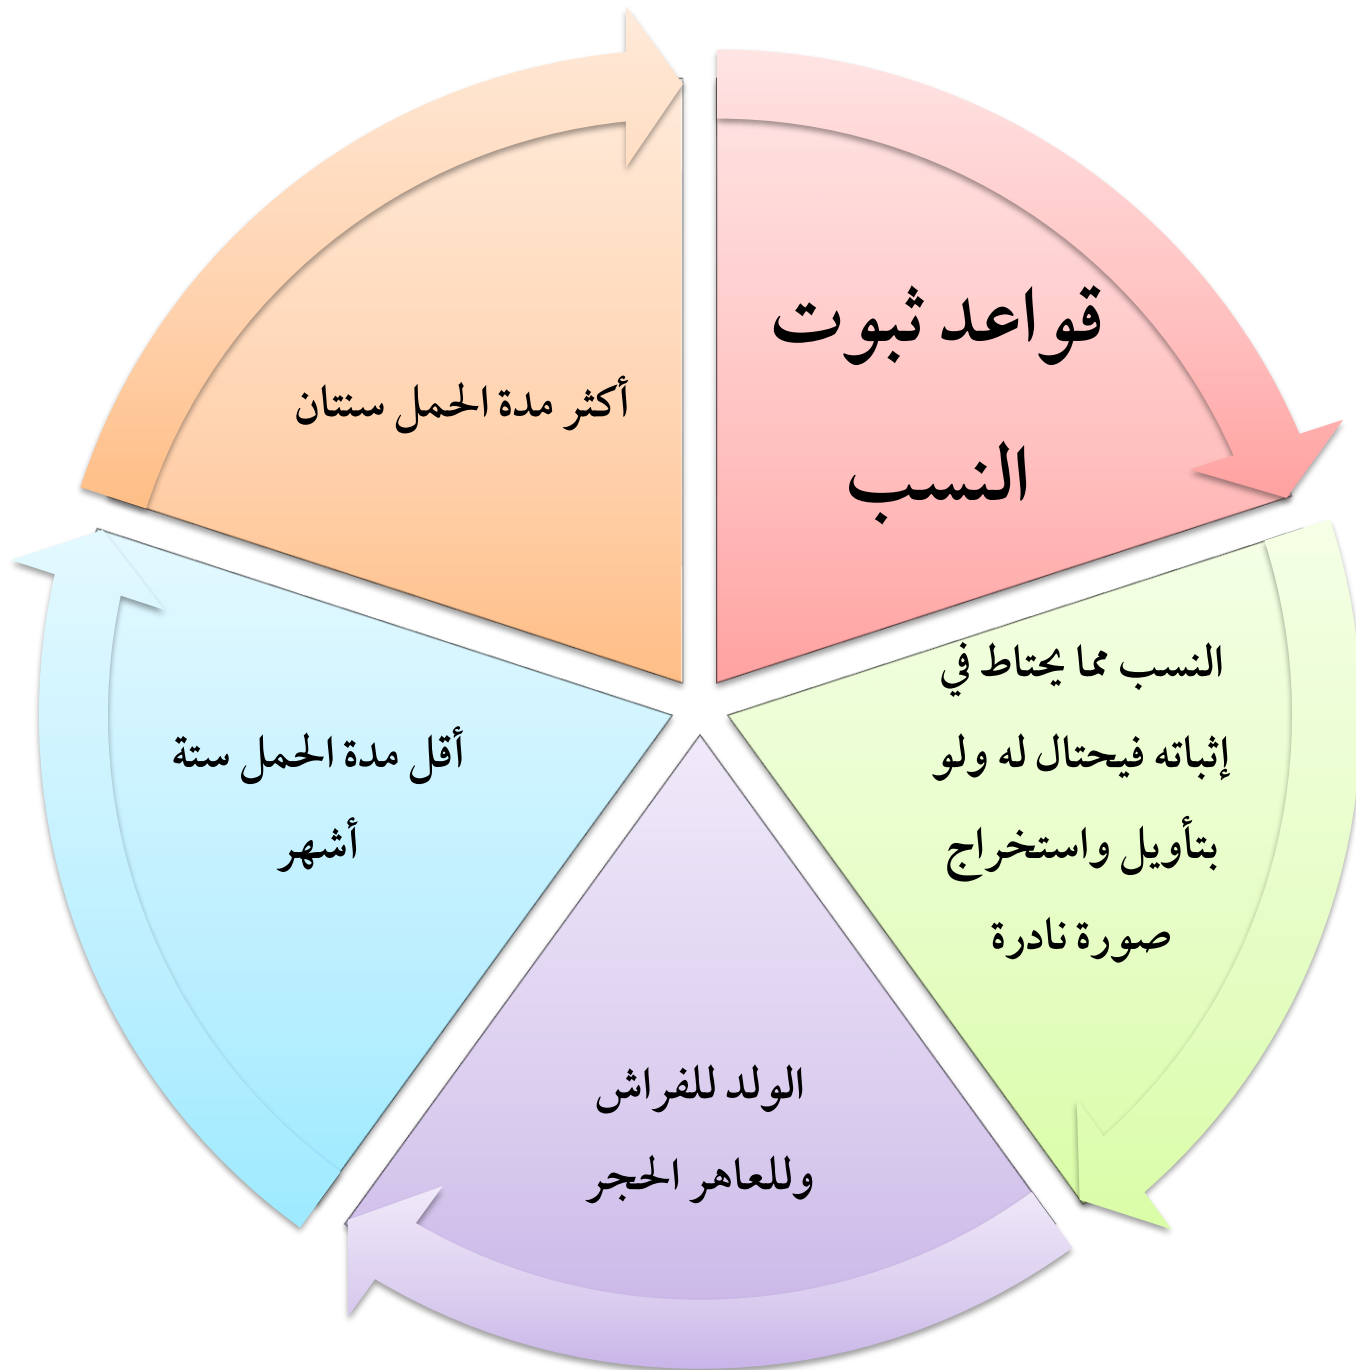 قواعد ثبوت
النسب
النسب مما يحتاط في
إثباته فيحتال له ولو
بتأويل واستخراج
صورة نادرة
الولد للفراش
وللعاهر الحجر
أقل مدة الحمل ستة
أشهر
أكثر مدة الحمل سنتان